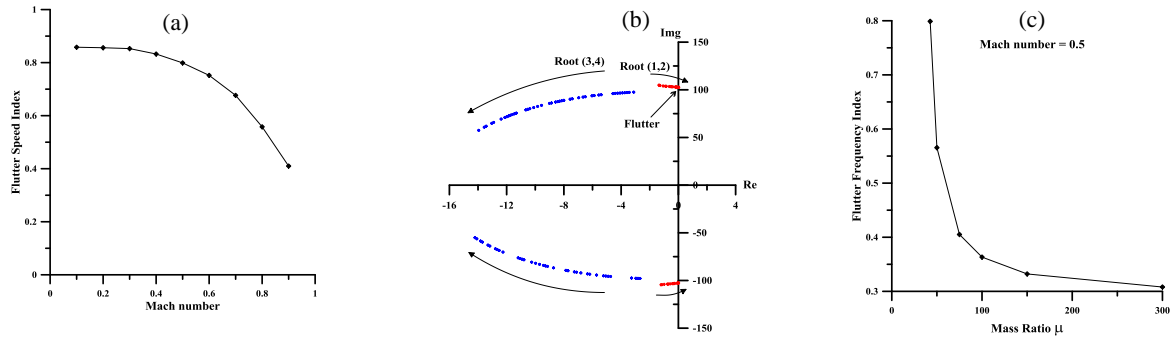 (a)
1
0.8
0.6
0.4
0.2
0
0
0.2
0.4
0.6
0.8
1
Flutter Speed Index
Mach number
(b)
Img
150
100
50
0
-50
-100
-150
-16
-12
-8
-4
0
4
Re
Root (3,4)
Root (1,2)
Flutter
(c)
Mach number = 0.5
0.8
0.7
0.6
0.5
0.4
0.3
0
100
200
300
Flutter Frequency Index
Mass Ratio μ